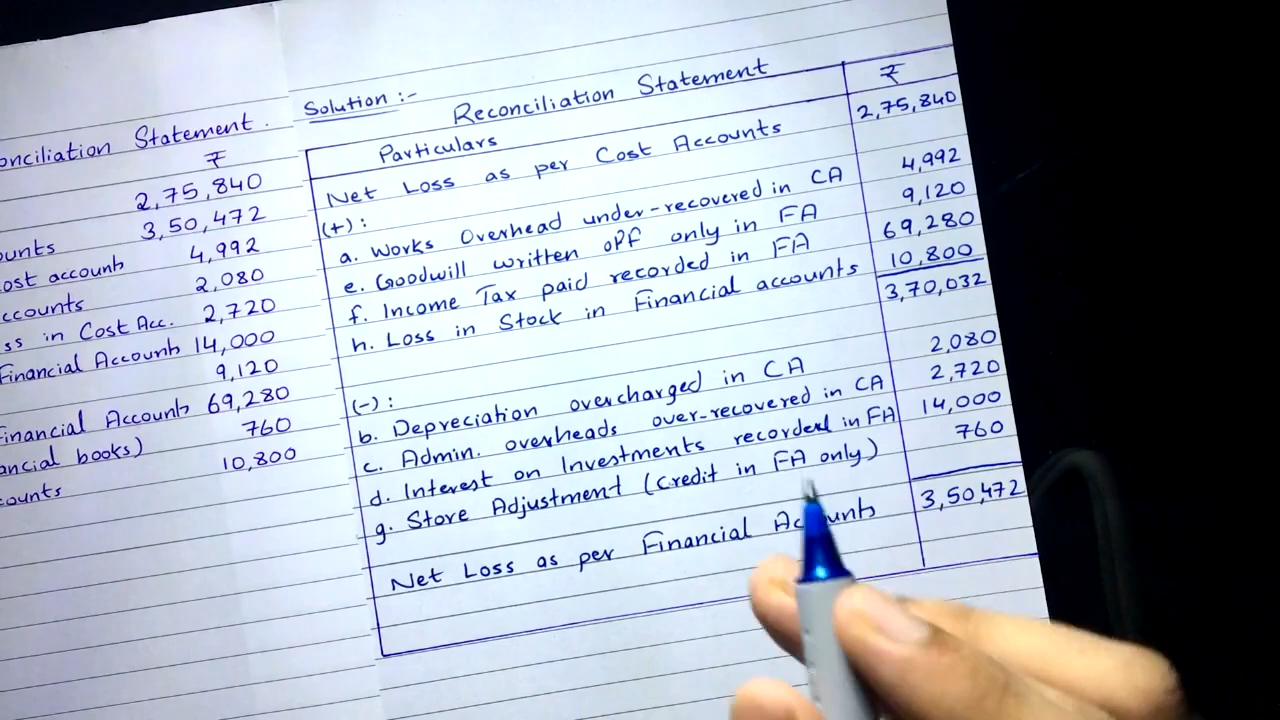 onciliation Statement.
₹
2,75,840
ounts 3,50,472
ost accounts 4,992
ccounts 2,080
ss in Cost Acc. 2,720
Financial Accounts 14,000
9,120
Financial Accounts 69,280
ancial books) 760
counts 10,800
Solution :-
Reconciliation Statement
Particulars ₹
Net Loss as per Cost Accounts 2,75,840
(+) :
a. Works Overhead under-recovered in CA 4,992
e. Goodwill written off only in FA 9,120
f. Income Tax paid recorded in FA 69,280
h. Loss in Stock in Financial accounts 10,800
3,70,032
(-) :
b. Depreciation overcharged in CA 2,080
c. Admin. overheads over-recovered in CA 2,720
d. Interest on Investments recorded in FA 14,000
g. Store Adjustment (credit in FA only) 760
Net Loss as per Financial Accounts 3,50,472